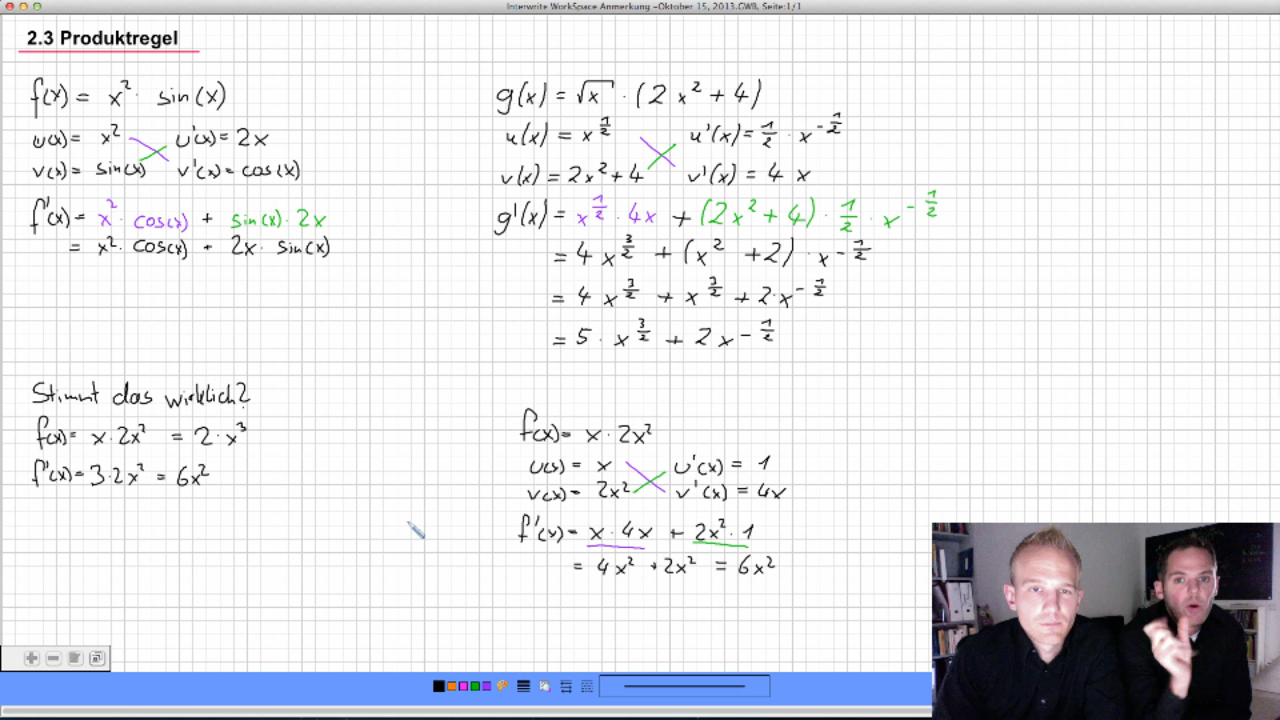 Interwrite WorkSpace Anmerkung -Oktober 15, 2013.GWB, Seite:1/1
2.3 Produktregel
f(x) = x² · sin(x)
u(x) = x² u'(x) = 2x
v(x) = sin(x) v'(x) = cos(x)
f'(x) = x² · cos(x) + sin(x) · 2x
= x² · cos(x) + 2x · sin(x)
g(x) = √x · (2x² + 4)
u(x) = x^(1/2) u'(x) = 1/2 · x^(-1/2)
v(x) = 2x² + 4 v'(x) = 4x
g'(x) = x^(1/2) · 4x + (2x² + 4) · 1/2 · x^(-1/2)
= 4x^(3/2) + (x² + 2) · x^(-1/2)
= 4x^(3/2) + x^(3/2) + 2·x^(-1/2)
= 5 · x^(3/2) + 2x^(-1/2)
Stimmt das wirklich?
f(x) = x · 2x² = 2 · x³
f'(x) = 3·2x² = 6x²
f(x) = x · 2x²
u(x) = x u'(x) = 1
v(x) = 2x² v'(x) = 4x
f'(x) = x · 4x + 2x² · 1
= 4x² + 2x² = 6x²